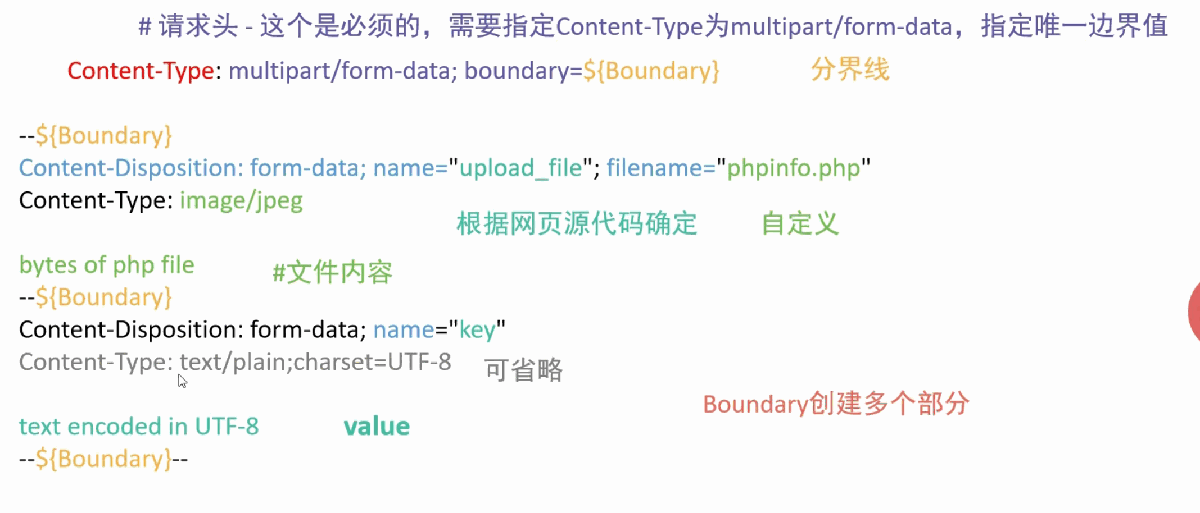 # 请求头 - 这个是必须的，需要指定Content-Type为multipart/form-data，指定唯一边界值
Content-Type: multipart/form-data; boundary=${Boundary} 分界线
--${Boundary}
Content-Disposition: form-data; name="upload_file"; filename="phpinfo.php"
Content-Type: image/jpeg
根据网页源代码确定 自定义
bytes of php file #文件内容
--${Boundary}
Content-Disposition: form-data; name="key"
Content-Type: text/plain;charset=UTF-8 可省略
Boundary创建多个部分
text encoded in UTF-8 value
--${Boundary}--